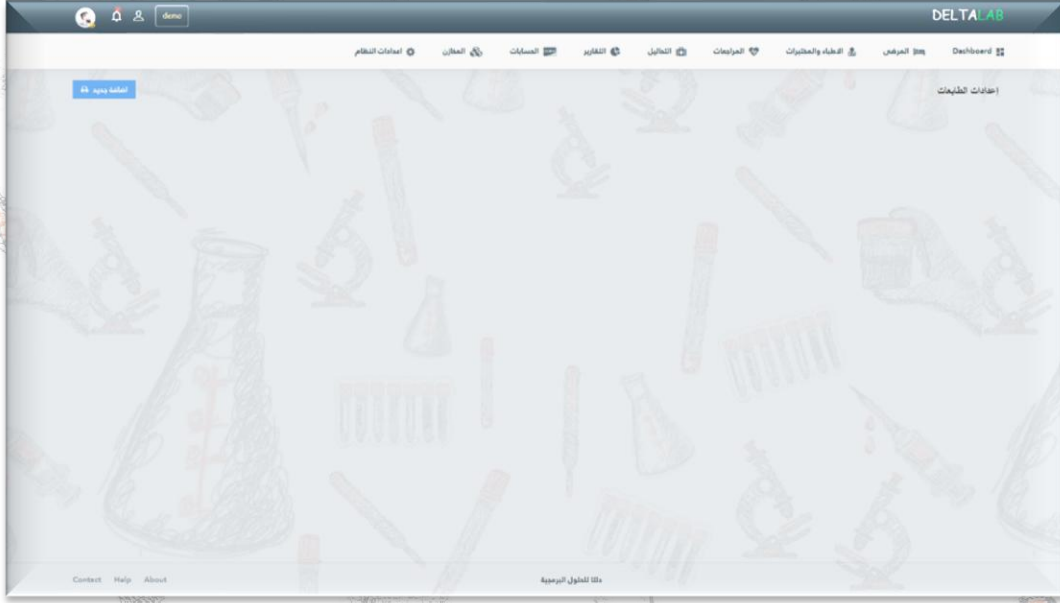 DELTALAB
demo
Dashboard المرضى الاطباء والمختبرات المراجعات التحاليل التقارير الحسابات المخازن اعدادات النظام
إعدادات الطابعات
اضافة جديد
دلتا للحلول البرمجية
Contact Help About